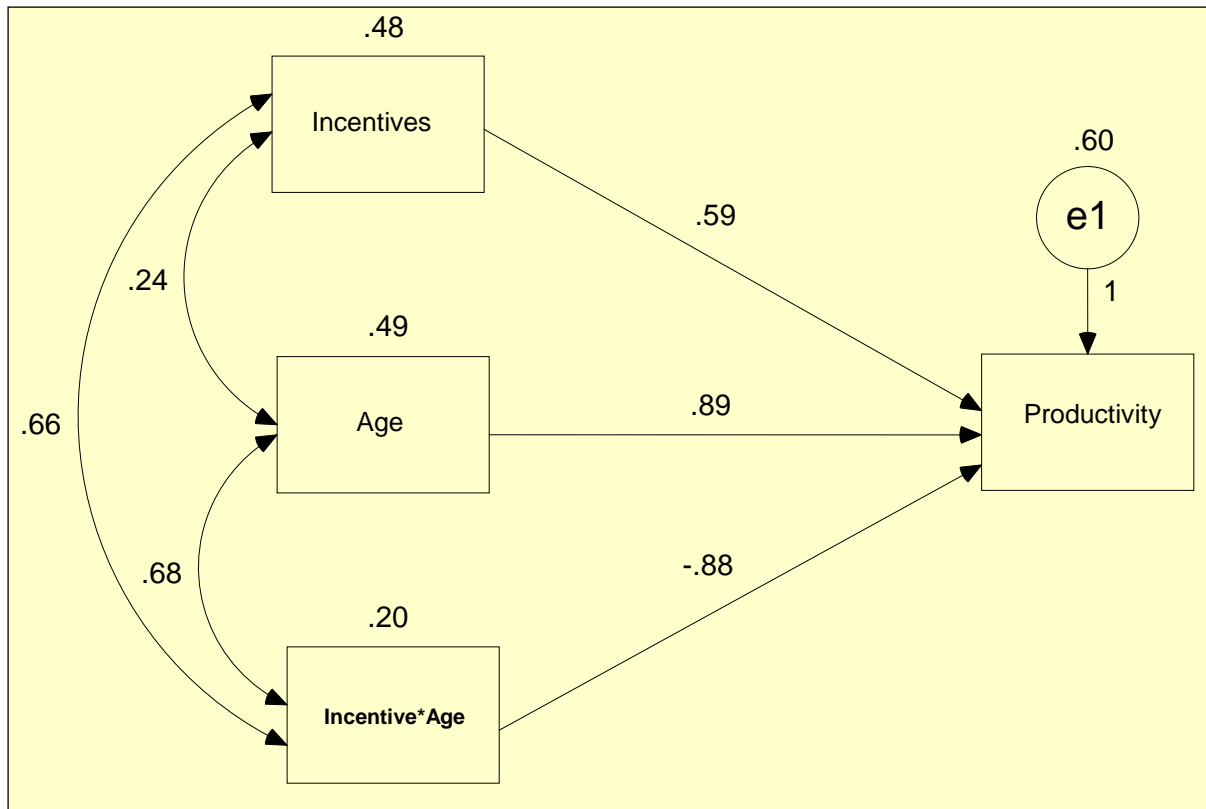 .48
Incentives
.60
e1
.59
1
.24
.49
Age
.89
Productivity
.66
.68
-.88
.20
Incentive*Age